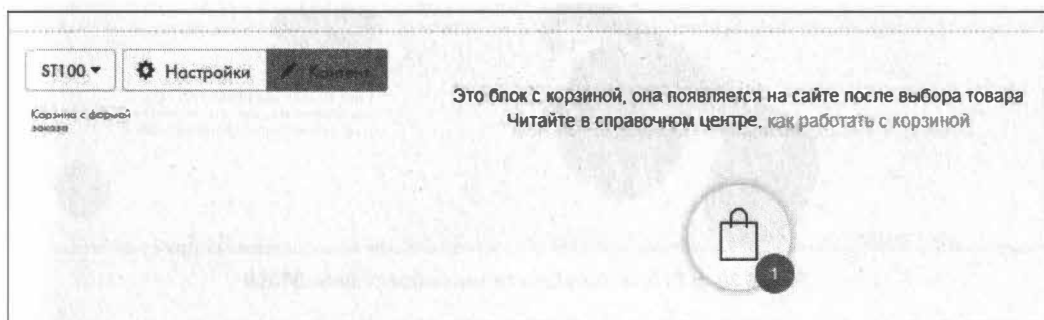 ST100
Настройки
Контент
Корзина с формой
заказа
Это блок с корзиной, она появляется на сайте после выбора товара
Читайте в справочном центре, как работать с корзиной
1